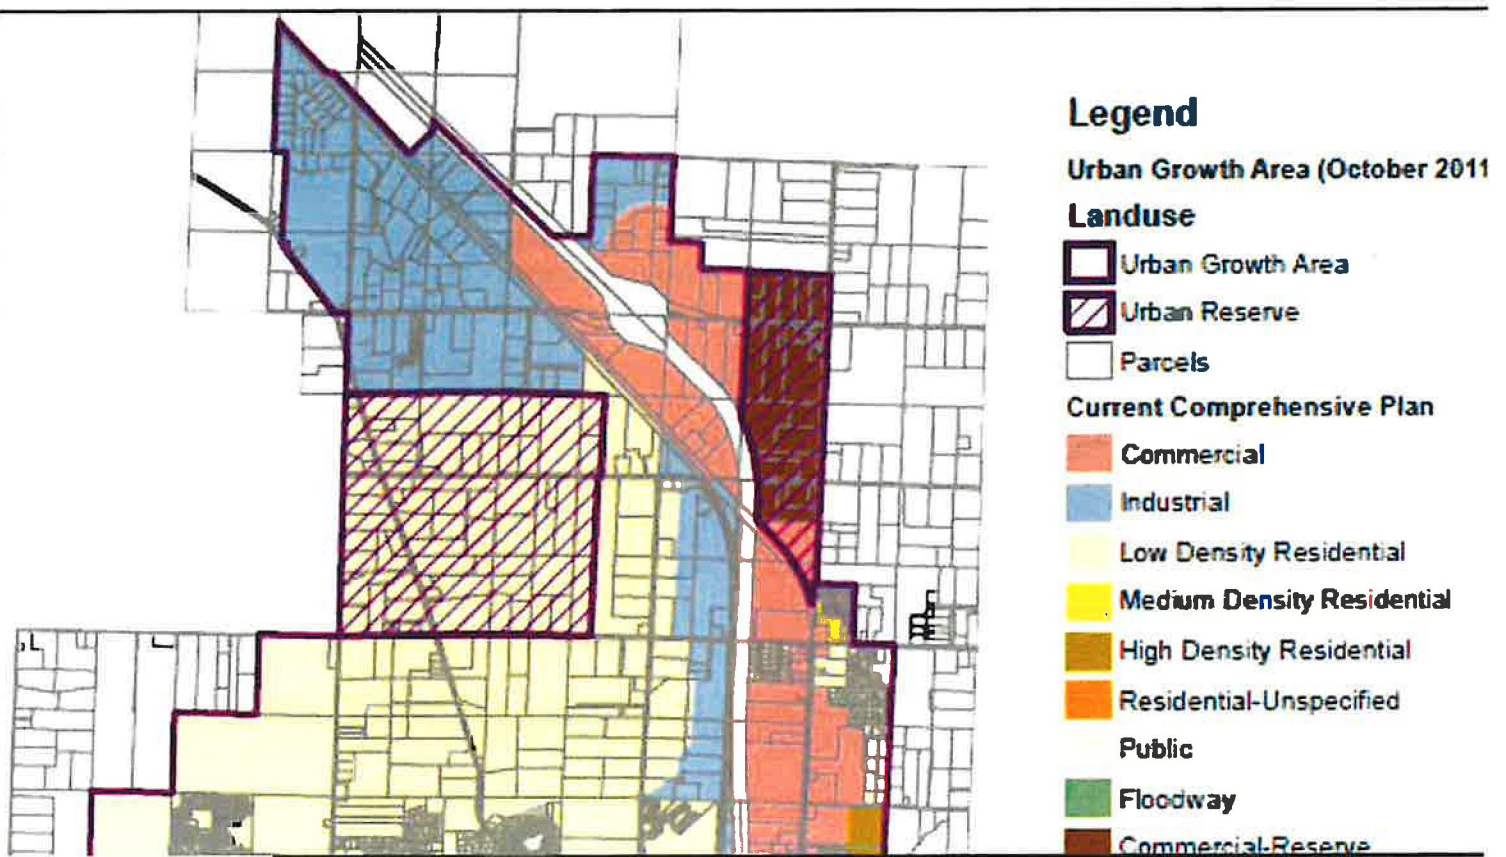 Legend
Urban Growth Area (October 2011
Landuse
Urban Growth Area
Urban Reserve
Parcels
Current Comprehensive Plan
Commercial
Industrial
Low Density Residential
Medium Density Residential
High Density Residential
Residential-Unspecified
Public
Floodway
Commercial-Reserve